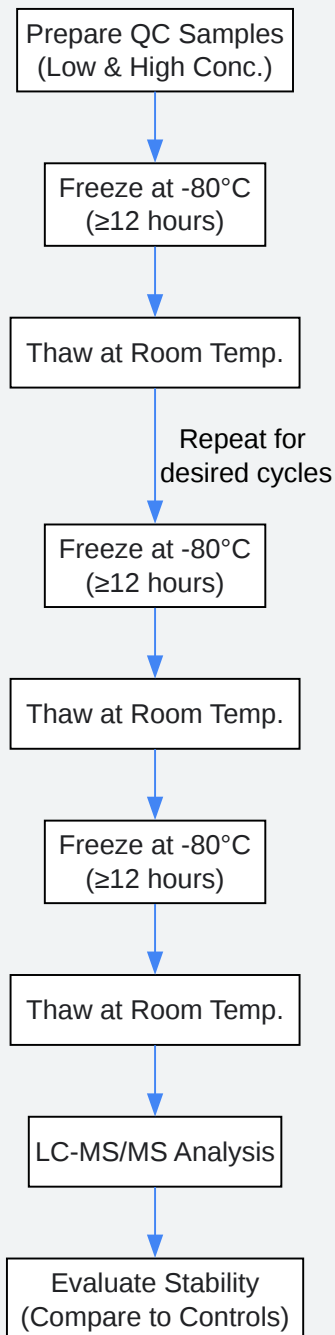 Prepare QC Samples
(Low & High Conc.)
Freeze at -80°C
(≥12 hours)
Thaw at Room Temp.
Repeat for
desired cycles
Freeze at -80°C
(≥12 hours)
Thaw at Room Temp.
Freeze at -80°C
(≥12 hours)
Thaw at Room Temp.
LC-MS/MS Analysis
Evaluate Stability
(Compare to Controls)